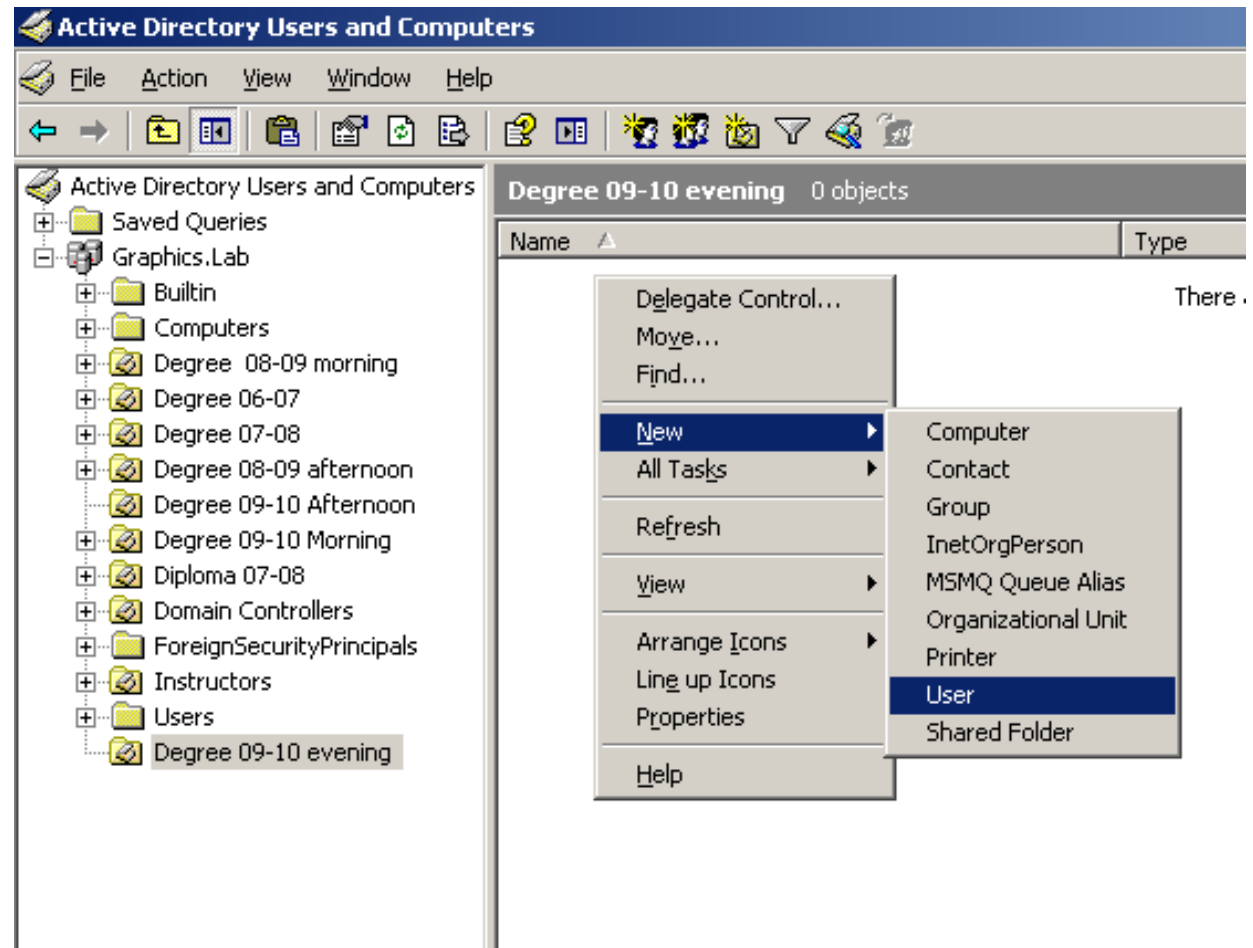 Active Directory Users and Computers
File Action View Window Help
Active Directory Users and Computers
Saved Queries
Graphics.Lab
Builtin
Computers
Degree  08-09 morning
Degree 06-07
Degree 07-08
Degree 08-09 afternoon
Degree 09-10 Afternoon
Degree 09-10 Morning
Diploma 07-08
Domain Controllers
ForeignSecurityPrincipals
Instructors
Users
Degree 09-10 evening
Degree 09-10 evening 0 objects
Name Type
There
Delegate Control...
Move...
Find...
New
All Tasks
Refresh
View
Arrange Icons
Line up Icons
Properties
Help
Computer
Contact
Group
InetOrgPerson
MSMQ Queue Alias
Organizational Unit
Printer
User
Shared Folder